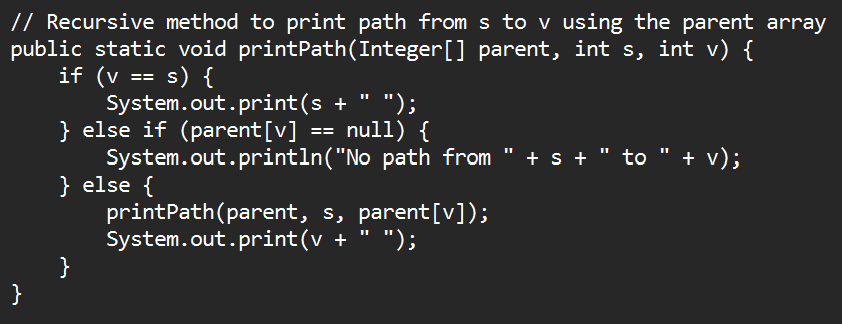 // Recursive method to print path from s to v using the parent array
public static void printPath(Integer[] parent, int s, int v) {
    if (v == s) {
        System.out.print(s + " ");
    } else if (parent[v] == null) {
        System.out.println("No path from " + s + " to " + v);
    } else {
        printPath(parent, s, parent[v]);
        System.out.print(v + " ");
    }
}